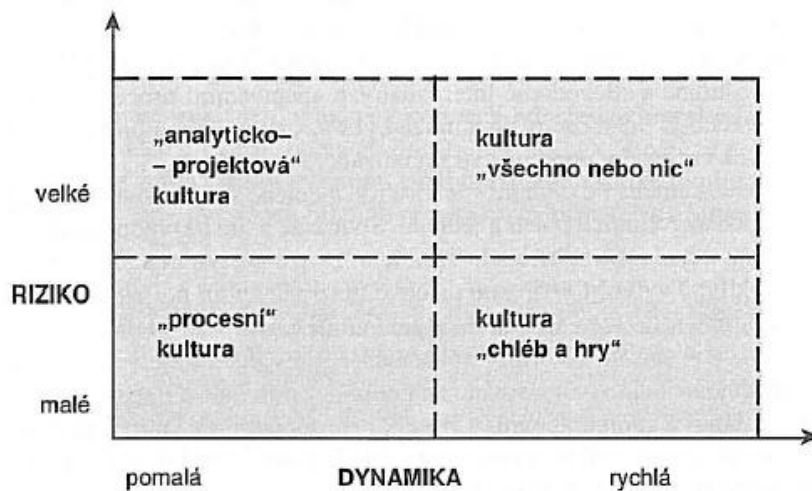 „analyticko–
– projektová“
kultura
kultura
„všechno nebo nic“
velké
RIZIKO
„procesní“
kultura
kultura
„chléb a hry“
malé
pomalá
DYNAMIKA
rychlá